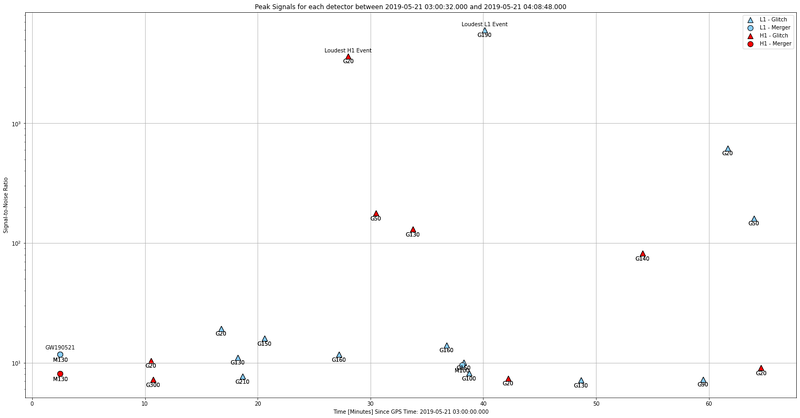 Peak Signals for each detector between 2019-05-21 03:00:32.000 and 2019-05-21 04:08:48.000
L1 - Glitch
L1 - Merger
H1 - Glitch
H1 - Merger
Loudest L1 Event
Loudest H1 Event
G20
G20
10³
G50
G50
G130
10²
G140
Signal-to-Noise Ratio
G20
G150
GW190521
G160
M130
G130
G160
10¹
G20
M130
G300
G210
G100
G20
G130
G20
0
10
20
30
40
50
60
Time [Minutes] Since GPS Time: 2019-05-21 03:00:00.000